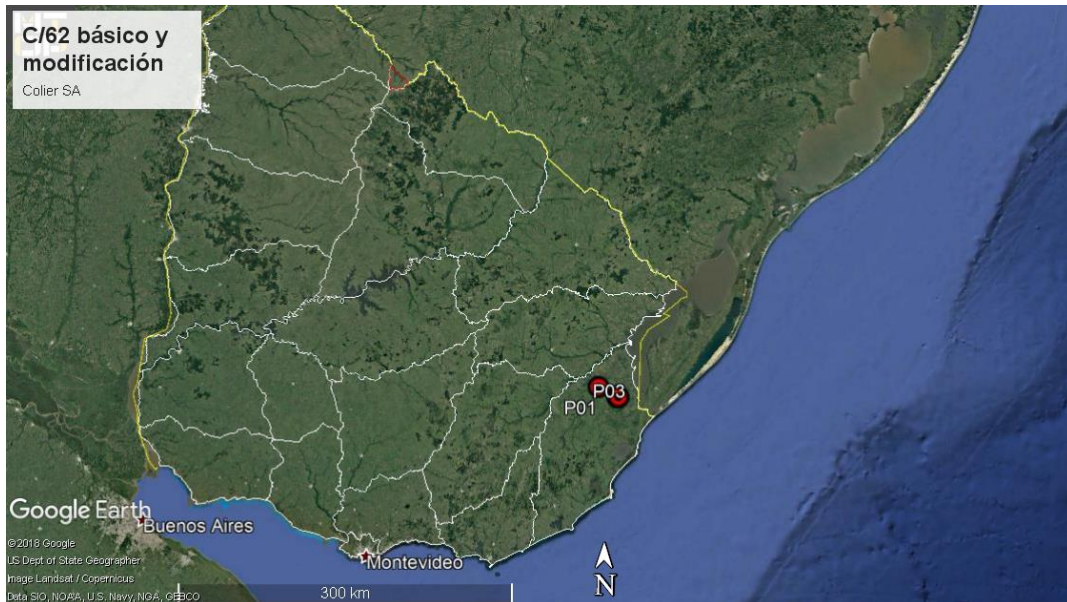 C/62 básico y
modificación
Colier SA
P03
P01
Google Earth
Buenos Aires
©2018 Google
US Dept of State Geographer
Montevideo
Image Landsat / Copernicus
Data SIO, NOAA, U.S. Navy, NGA, GEBCO
300 km
N